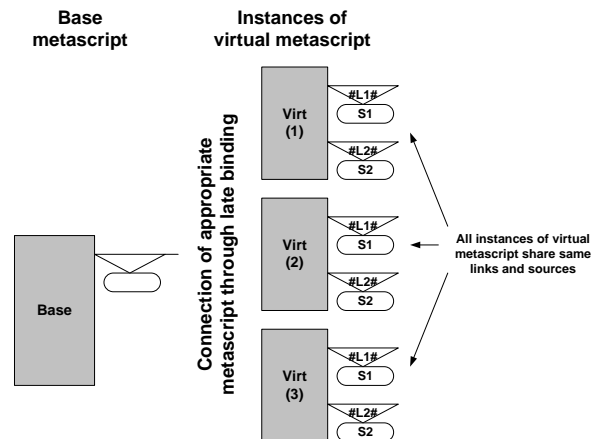 Base
metascript
Instances of
virtual metascript
Base
Connection of appropriate
metascript through late binding
Virt
(1)
#L1#
S1
#L2#
S2
Virt
(2)
#L1#
S1
#L2#
S2
Virt
(3)
#L1#
S1
#L2#
S2
All instances of virtual
metascript share same
links and sources